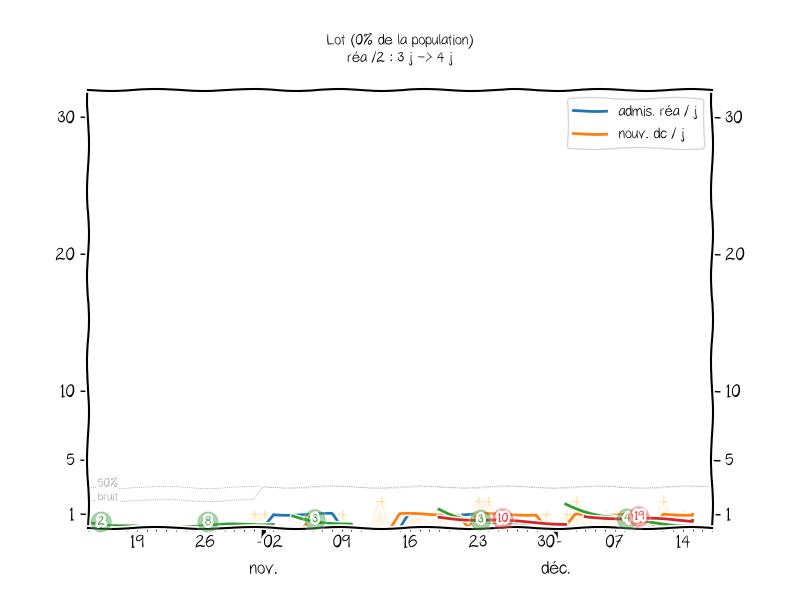 Lot (0% de la population)
réa /2 : 3 j -> 4 j
admis. réa / j
nouv. dc / j
30 30
20 20
10 10
5 5
1 1
50%
bruit
2 8 3 3 10 4 19
19 26 02 09 16 23 30 07 14
nov. déc.